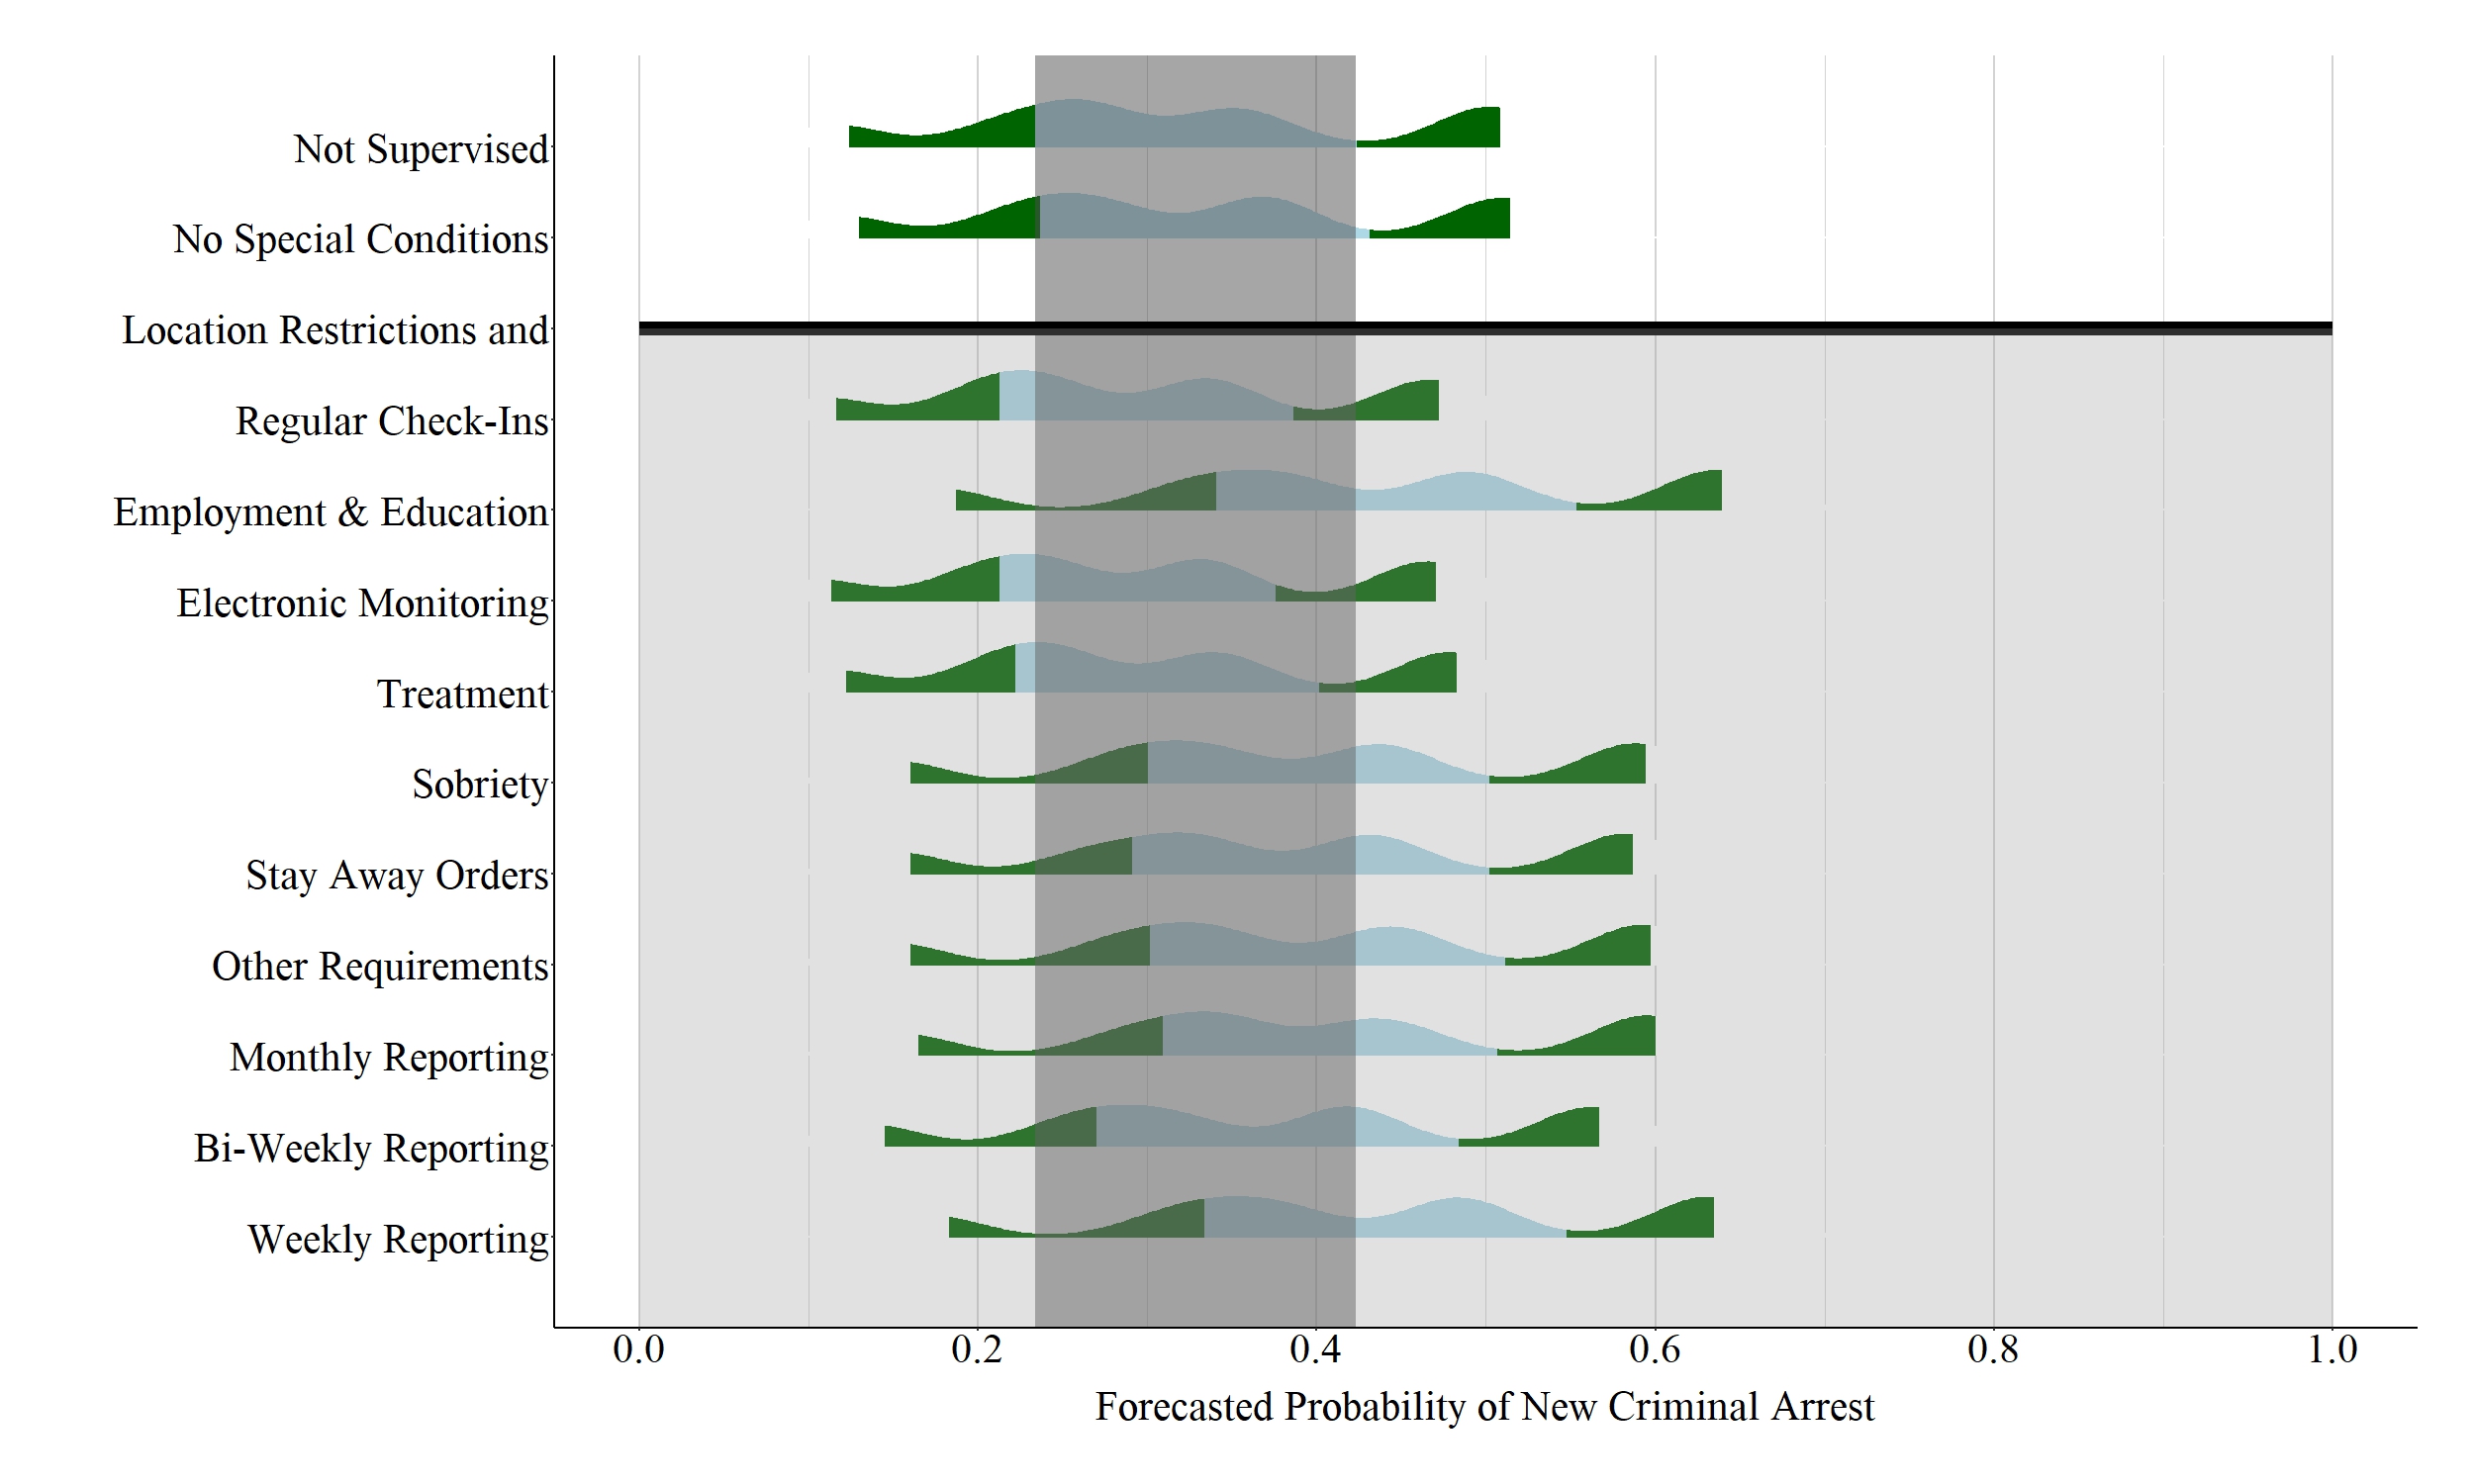 Not Supervised
No Special Conditions
Location Restrictions and
Regular Check-Ins
Employment & Education
Electronic Monitoring
Treatment
Sobriety
Stay Away Orders
Other Requirements
Monthly Reporting
Bi-Weekly Reporting
Weekly Reporting
0.0 0.2 0.4 0.6 0.8 1.0
Forecasted Probability of New Criminal Arrest